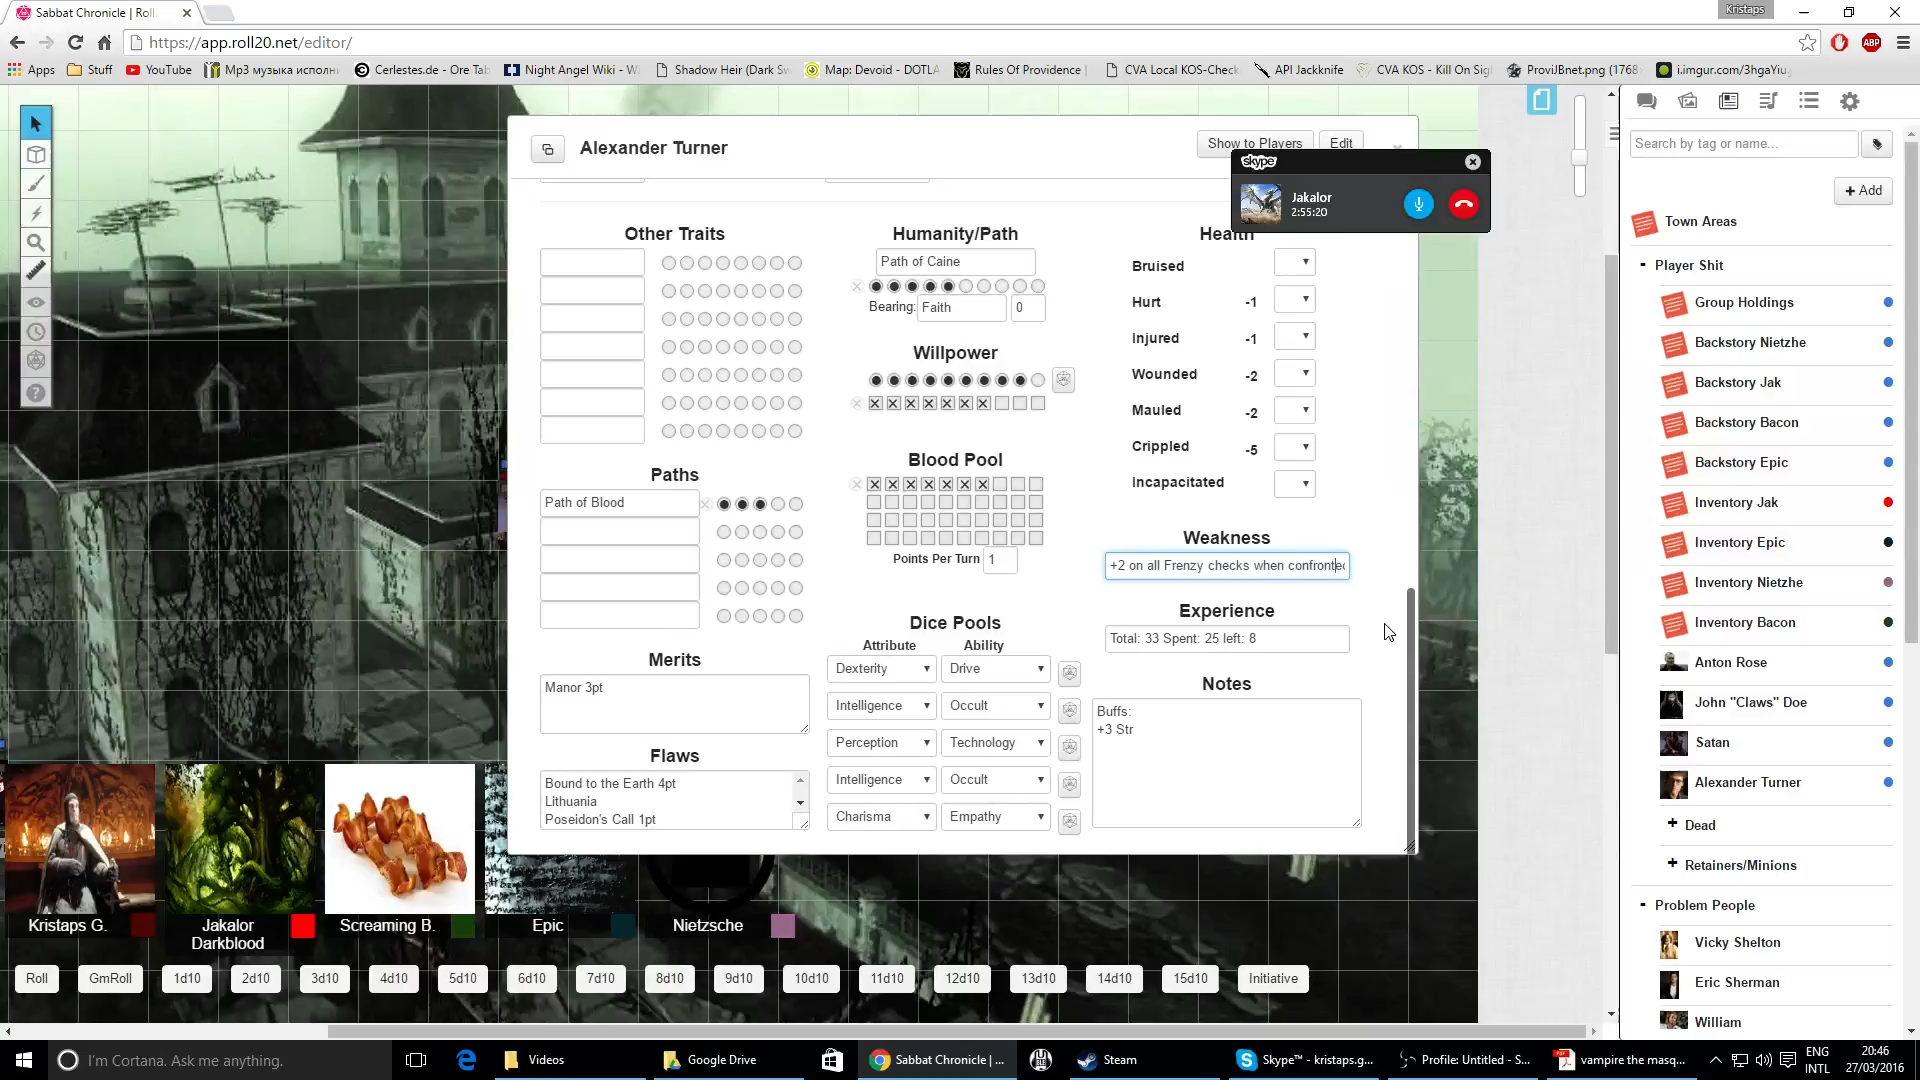 Sabbat Chronicle | Roll
Kristaps
https://app.roll20.net/editor/
Apps
Stuff
YouTube
Mp3 музыка исполни
Cerlestes.de - Ore Tab
Night Angel Wiki - Wi
Shadow Heir (Dark Sw
Map: Devoid - DOTLA
Rules Of Providence |
CVA Local KOS-Check
API Jackknife
CVA KOS - Kill On Sigh
ProviJBnet.png (1768
i.imgur.com/3hgaYiu.
ABP
Alexander Turner
Show to Players
Edit
skype
Jakalor
2:55:20
Other Traits
Humanity/Path
Path of Caine
Bearing: Faith 0
Willpower
Health
Bruised
Hurt -1
Injured -1
Wounded -2
Mauled -2
Crippled -5
Incapacitated
Paths
Path of Blood
Blood Pool
Points Per Turn 1
Weakness
+2 on all Frenzy checks when confronted
Experience
Total: 33 Spent: 25 left: 8
Merits
Manor 3pt
Flaws
Bound to the Earth 4pt
Lithuania
Poseidon's Call 1pt
Dice Pools
Attribute Ability
Dexterity Drive
Intelligence Occult
Perception Technology
Intelligence Occult
Charisma Empathy
Notes
Buffs:
+3 Str
Search by tag or name...
+ Add
Town Areas
- Player Shit
Group Holdings
Backstory Nietzhe
Backstory Jak
Backstory Bacon
Backstory Epic
Inventory Jak
Inventory Epic
Inventory Nietzhe
Inventory Bacon
Anton Rose
John "Claws" Doe
Satan
Alexander Turner
+ Dead
+ Retainers/Minions
- Problem People
Vicky Shelton
Eric Sherman
William
Kristaps G.
Jakalor
Darkblood
Screaming B.
Epic
Nietzsche
Roll
GmRoll
1d10
2d10
3d10
4d10
5d10
6d10
7d10
8d10
9d10
10d10
11d10
12d10
13d10
14d10
15d10
Initiative
I'm Cortana. Ask me anything.
Videos
Google Drive
Sabbat Chronicle | ...
Steam
Skype™ - kristaps.g...
Profile: Untitled - S...
vampire the masq...
ENG
INTL
20:46
27/03/2016